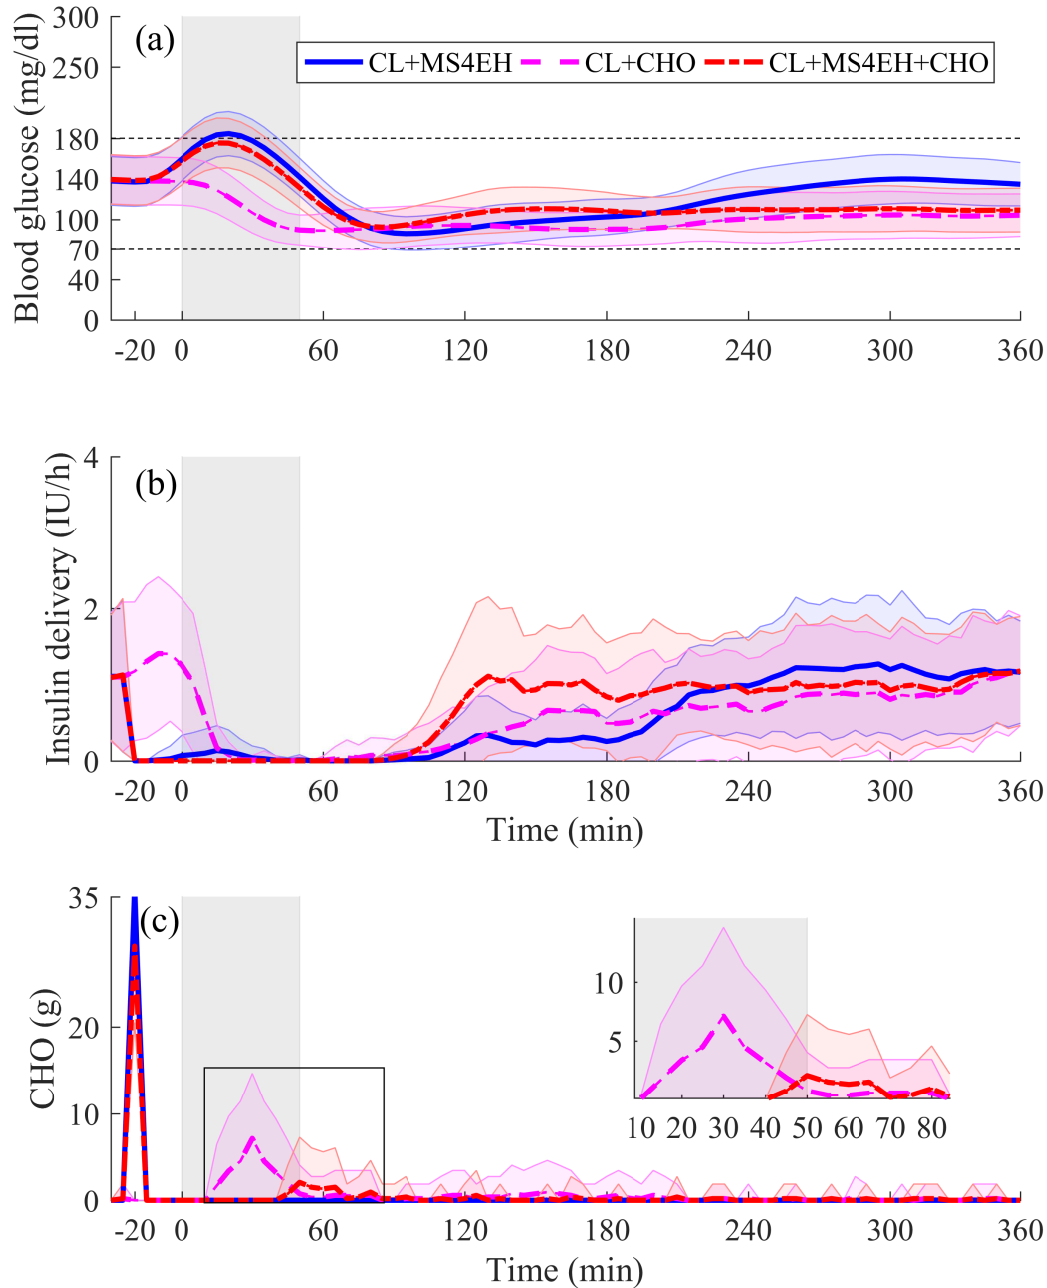 (a)
CL+MS4EH CL+CHO CL+MS4EH+CHO
Blood glucose (mg/dl)
300
250
180
140
100
70
40
0
-20 0 60 120 180 240 300 360
(b)
Insulin delivery (IU/h)
4
2
0
-20 0 60 120 180 240 300 360
Time (min)
(c)
CHO (g)
35
20
10
0
10
5
10 20 30 40 50 60 70 80
-20 0 60 120 180 240 300 360
Time (min)